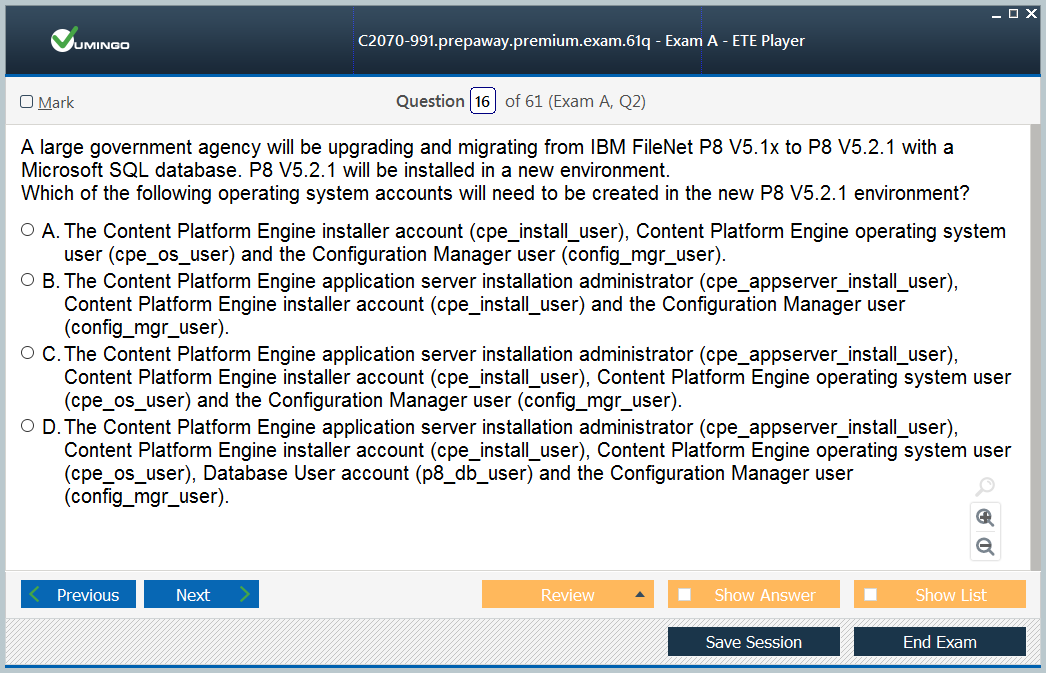 VUMINGO
C2070-991.prepaway.premium.exam.61q - Exam A - ETE Player
Mark
Question 16 of 61 (Exam A, Q2)
A large government agency will be upgrading and migrating from IBM FileNet P8 V5.1x to P8 V5.2.1 with a
Microsoft SQL database. P8 V5.2.1 will be installed in a new environment.
Which of the following operating system accounts will need to be created in the new P8 V5.2.1 environment?
A. The Content Platform Engine installer account (cpe_install_user), Content Platform Engine operating system
user (cpe_os_user) and the Configuration Manager user (config_mgr_user).
B. The Content Platform Engine application server installation administrator (cpe_appserver_install_user),
Content Platform Engine installer account (cpe_install_user) and the Configuration Manager user
(config_mgr_user).
C. The Content Platform Engine application server installation administrator (cpe_appserver_install_user),
Content Platform Engine installer account (cpe_install_user), Content Platform Engine operating system user
(cpe_os_user) and the Configuration Manager user (config_mgr_user).
D. The Content Platform Engine application server installation administrator (cpe_appserver_install_user),
Content Platform Engine installer account (cpe_install_user), Content Platform Engine operating system user
(cpe_os_user), Database User account (p8_db_user) and the Configuration Manager user
(config_mgr_user).
Previous Next Review Show Answer Show List
Save Session End Exam